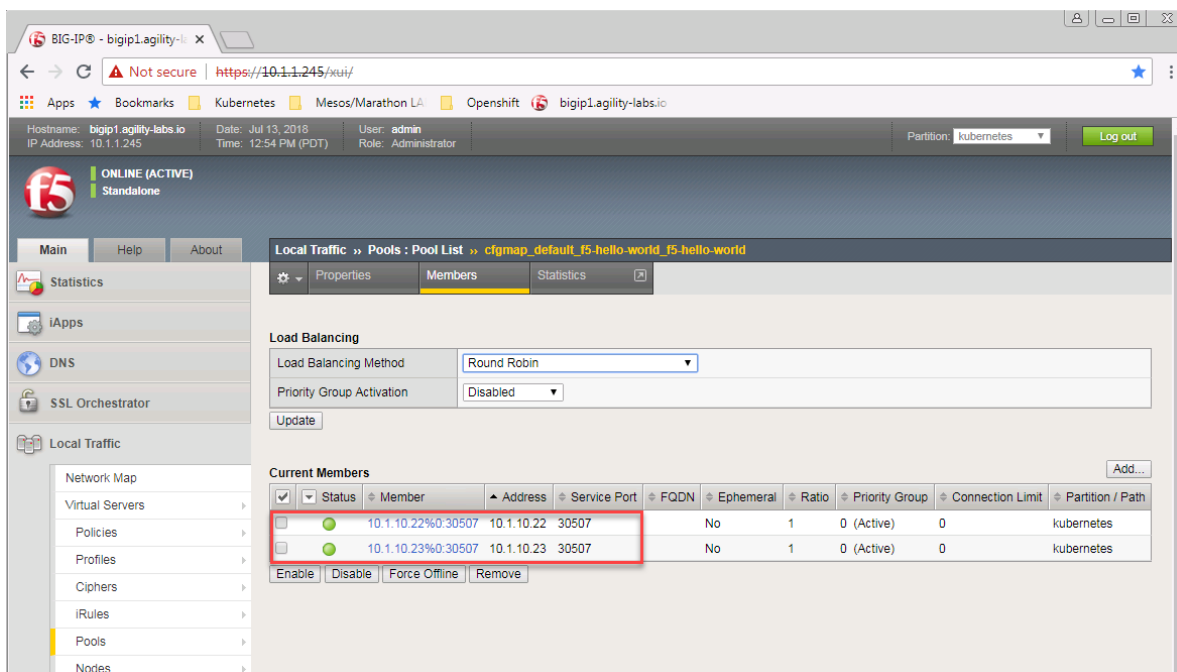 BIG-IP® - bigip1.agility-la
Not secure | https://10.1.1.245/xui/
Apps Bookmarks Kubernetes Mesos/Marathon LA Openshift bigip1.agility-labs.io
Hostname: bigip1.agility-labs.io Date: Jul 13, 2018 User: admin
IP Address: 10.1.1.245 Time: 12:54 PM (PDT) Role: Administrator
Partition: kubernetes Log out
f5
ONLINE (ACTIVE)
Standalone
Main Help About
Local Traffic ›› Pools : Pool List ›› cfgmap_default_f5-hello-world_f5-hello-world
Properties Members Statistics
Statistics
iApps
DNS
SSL Orchestrator
Local Traffic
Network Map
Virtual Servers
Policies
Profiles
Ciphers
iRules
Pools
Nodes
Load Balancing
Load Balancing Method Round Robin
Priority Group Activation Disabled
Update
Current Members Add...
Status Member Address Service Port FQDN Ephemeral Ratio Priority Group Connection Limit Partition / Path
10.1.10.22%0:30507 10.1.10.22 30507 No 1 0 (Active) 0 kubernetes
10.1.10.23%0:30507 10.1.10.23 30507 No 1 0 (Active) 0 kubernetes
Enable Disable Force Offline Remove